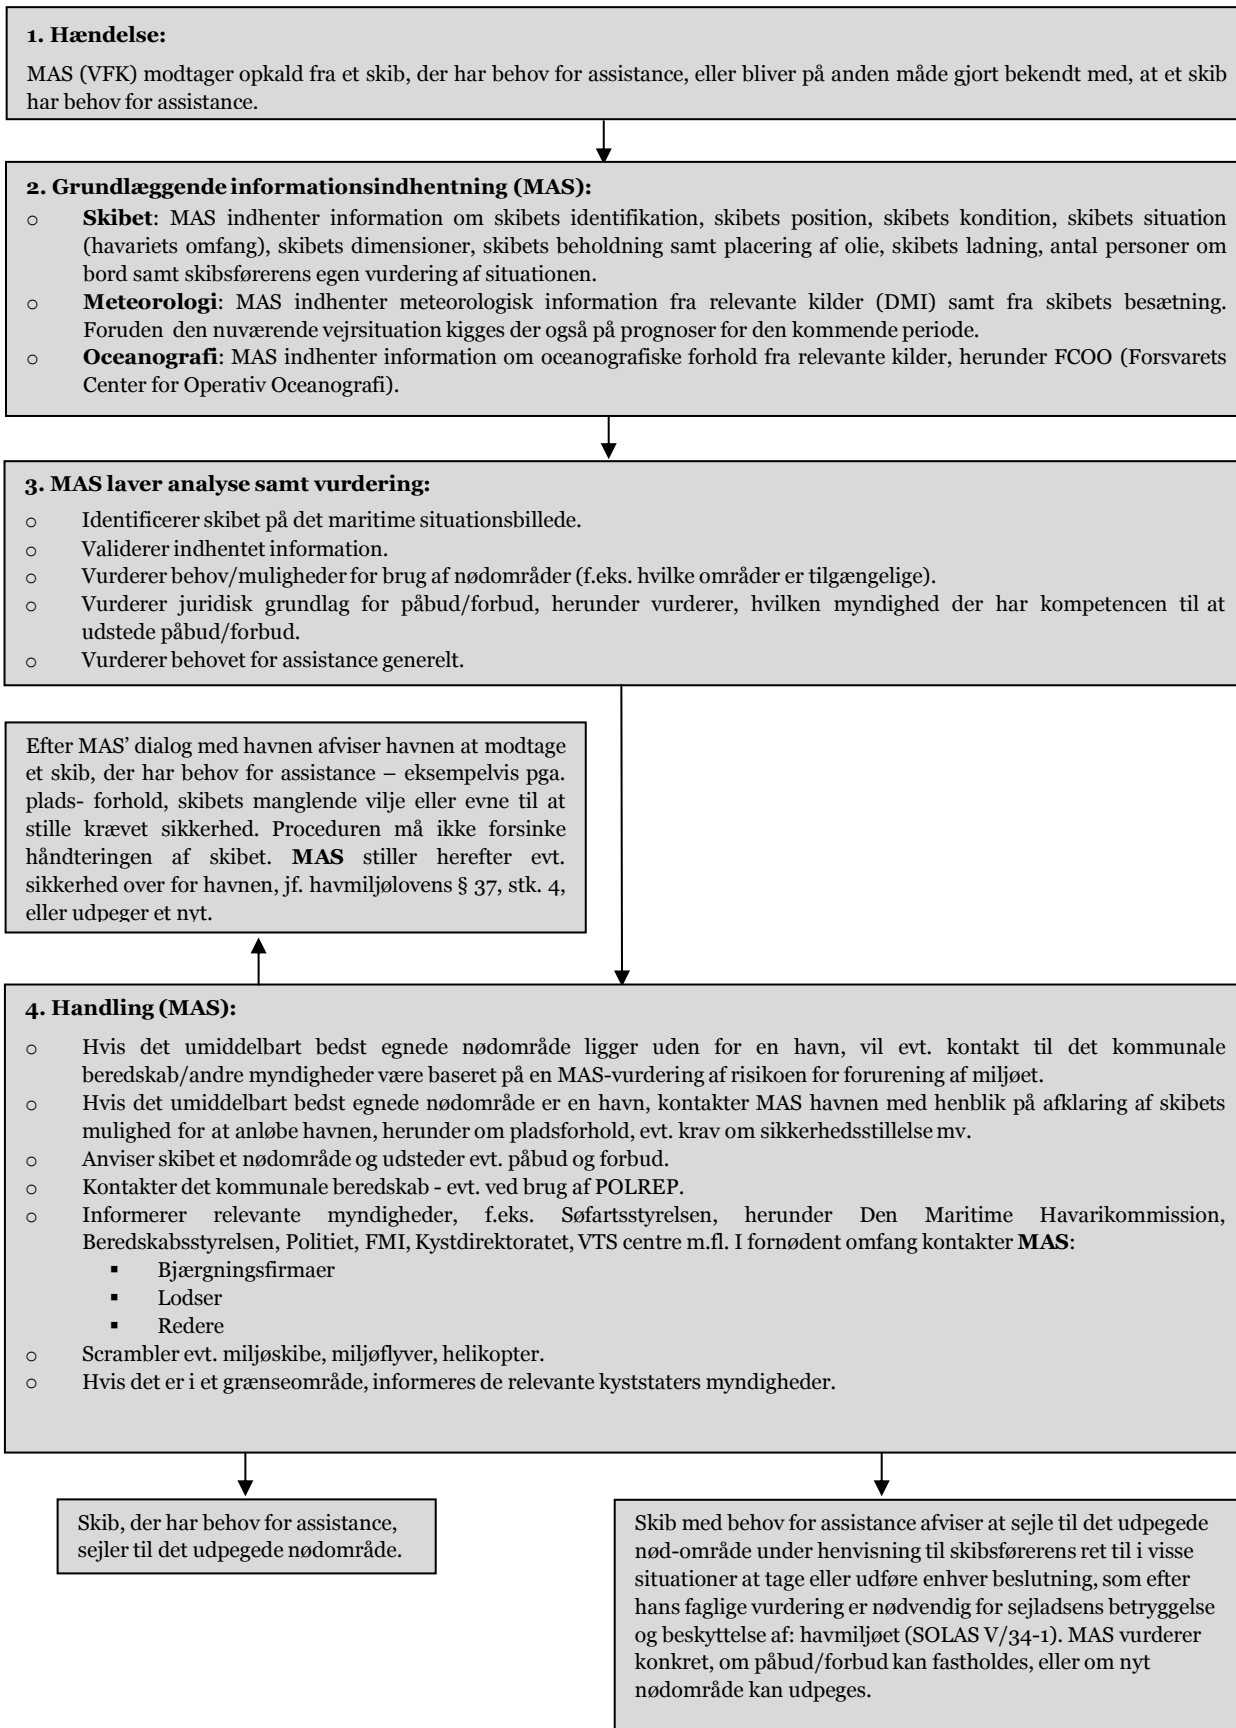 1. Hændelse:
MAS (VFK) modtager opkald fra et skib, der har behov for assistance, eller bliver på anden måde gjort bekendt med, at et skib
har behov for assistance.
2. Grundlæggende informationsindhentning (MAS):
o Skibet: MAS indhenter information om skibets identifikation, skibets position, skibets kondition, skibets situation
(havariets omfang), skibets dimensioner, skibets beholdning samt placering af olie, skibets ladning, antal personer om
bord samt skibsførerens egen vurdering af situationen.
o Meteorologi: MAS indhenter meteorologisk information fra relevante kilder (DMI) samt fra skibets besætning.
Foruden den nuværende vejrsituation kigges der også på prognoser for den kommende periode.
o Oceanografi: MAS indhenter information om oceanografiske forhold fra relevante kilder, herunder FCOO (Forsvarets
Center for Operativ Oceanografi).
3. MAS laver analyse samt vurdering:
o Identificerer skibet på det maritime situationsbillede.
o Validerer indhentet information.
o Vurderer behov/muligheder for brug af nødområder (f.eks. hvilke områder er tilgængelige).
o Vurderer juridisk grundlag for påbud/forbud, herunder vurderer, hvilken myndighed der har kompetencen til at
udstede påbud/forbud.
o Vurderer behovet for assistance generelt.
Efter MAS’ dialog med havnen afviser havnen at modtage
et skib, der har behov for assistance – eksempelvis pga.
plads- forhold, skibets manglende vilje eller evne til at
stille krævet sikkerhed. Proceduren må ikke forsinke
håndteringen af skibet. MAS stiller herefter evt.
sikkerhed over for havnen, jf. havmiljølovens § 37, stk. 4,
eller udpeger et nyt.
4. Handling (MAS):
o Hvis det umiddelbart bedst egnede nødområde ligger uden for en havn, vil evt. kontakt til det kommunale
beredskab/andre myndigheder være baseret på en MAS-vurdering af risikoen for forurening af miljøet.
o Hvis det umiddelbart bedst egnede nødområde er en havn, kontakter MAS havnen med henblik på afklaring af skibets
mulighed for at anløbe havnen, herunder om pladsforhold, evt. krav om sikkerhedsstillelse mv.
o Anviser skibet et nødområde og udsteder evt. påbud og forbud.
o Kontakter det kommunale beredskab - evt. ved brug af POLREP.
o Informerer relevante myndigheder, f.eks. Søfartsstyrelsen, herunder Den Maritime Havarikommission,
Beredskabsstyrelsen, Politiet, FMI, Kystdirektoratet, VTS centre m.fl. I fornødent omfang kontakter MAS:
▪ Bjærgningsfirmaer
▪ Lodser
▪ Redere
o Scrambler evt. miljøskibe, miljøflyver, helikopter.
o Hvis det er i et grænseområde, informeres de relevante kyststaters myndigheder.
Skib, der har behov for assistance,
sejler til det udpegede nødområde.
Skib med behov for assistance afviser at sejle til det udpegede
nød-område under henvisning til skibsførerens ret til i visse
situationer at tage eller udføre enhver beslutning, som efter
hans faglige vurdering er nødvendig for sejladsens betryggelse
og beskyttelse af: havmiljøet (SOLAS V/34-1). MAS vurderer
konkret, om påbud/forbud kan fastholdes, eller om nyt
nødområde kan udpeges.